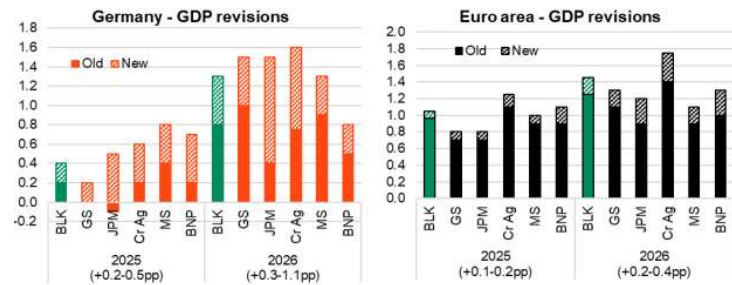 Germany - GDP revisions
1.8
1.6
1.4
1.2
1.0
0.8
0.6
0.4
0.2
0.0
-0.2
Old
New
BLK
GS
JPM
Cr Ag
MS
BNP
BLK
GS
JPM
Cr Ag
MS
BNP
2025
(+0.2-0.5pp)
2026
(+0.3-1.1pp)
Euro area - GDP revisions
2.0
1.8
1.6
1.4
1.2
1.0
0.8
0.6
0.4
0.2
0.0
Old
New
BLK
GS
JPM
Cr Ag
MS
BNP
BLK
GS
JPM
Cr Ag
MS
BNP
2025
(+0.1-0.2pp)
2026
(+0.2-0.4pp)